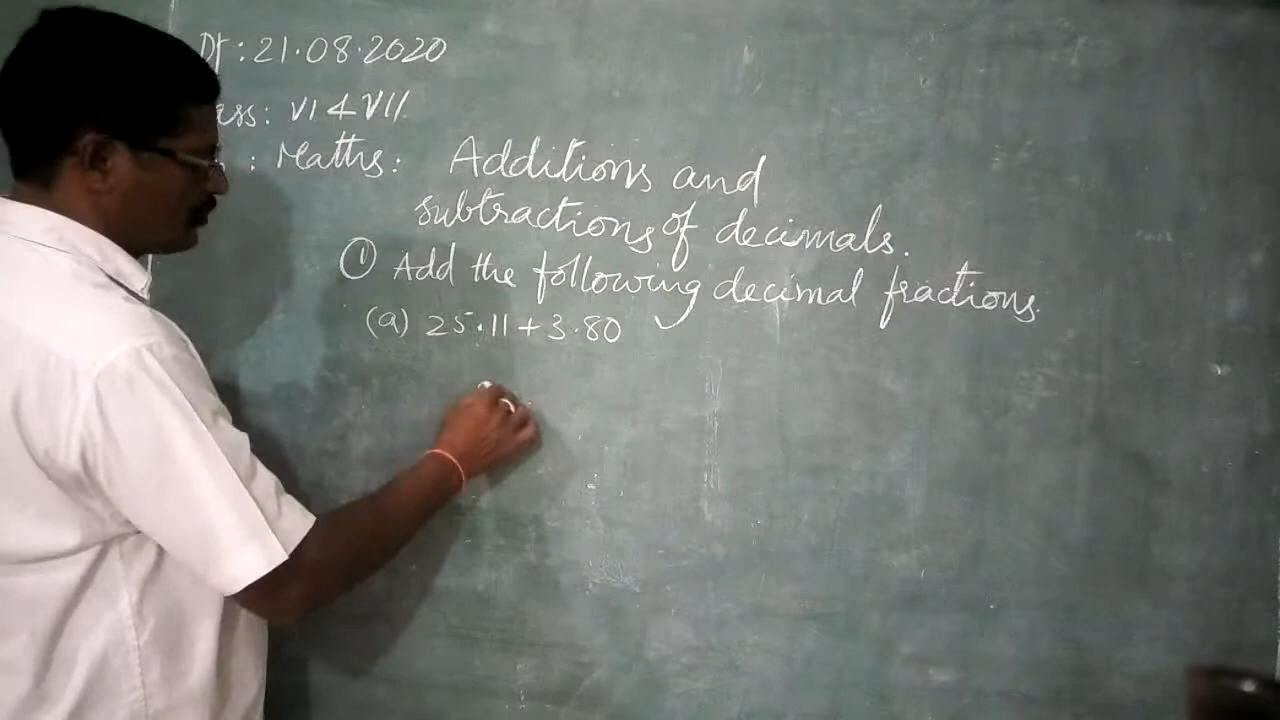 Dt: 21.08.2020
ass: VI & VII.
: Maths: Additions and
subtractions of decimals.
① Add the following decimal fractions.
(a) 25.11 + 3.80